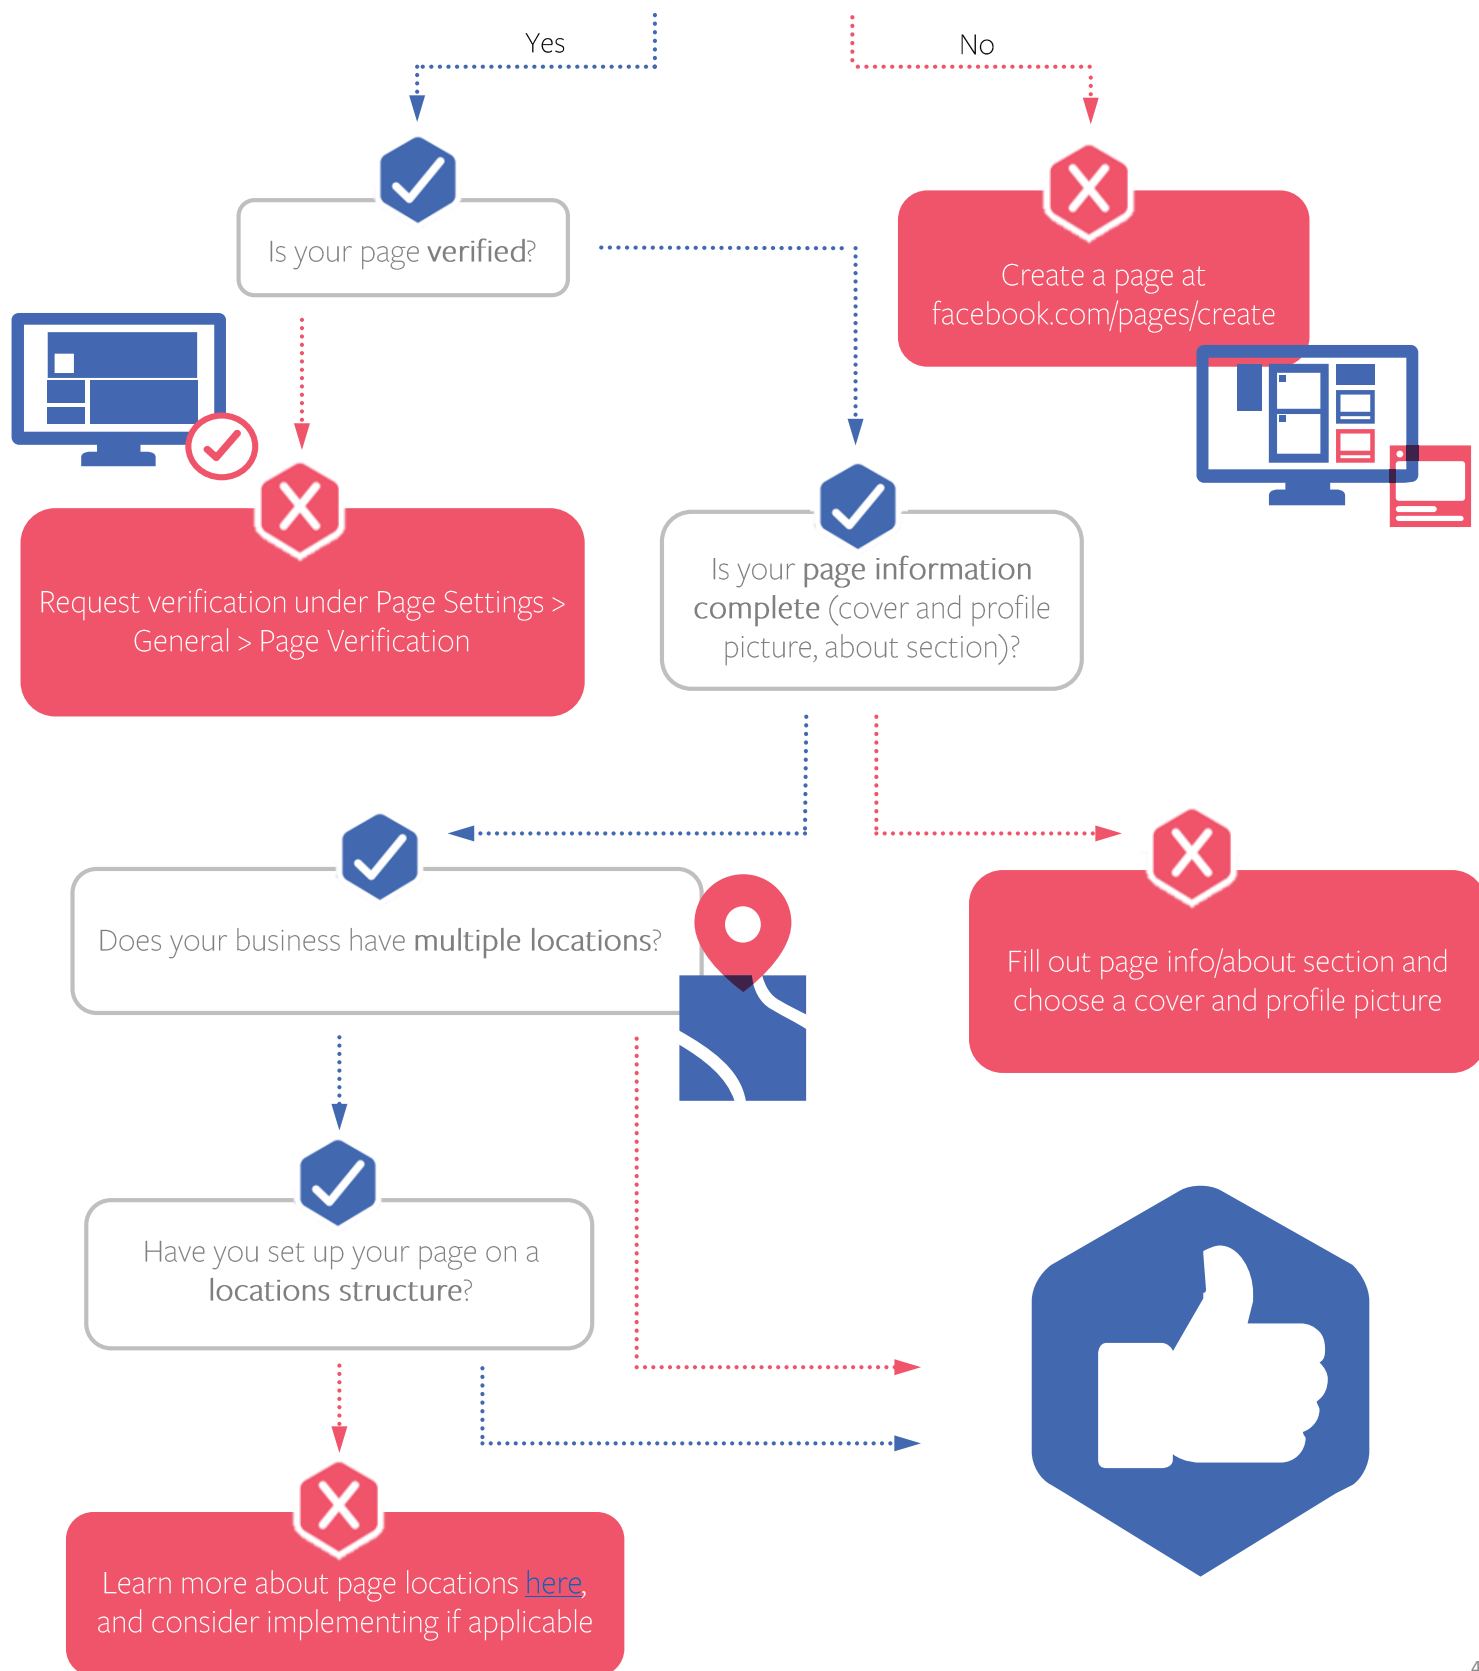 Yes
No
Is your page verified?
Create a page at
facebook.com/pages/create
Request verification under Page Settings >
General > Page Verification
Is your page information
complete (cover and profile
picture, about section)?
Does your business have multiple locations?
Fill out page info/about section and
choose a cover and profile picture
Have you set up your page on a
locations structure?
Learn more about page locations here,
and consider implementing if applicable
4